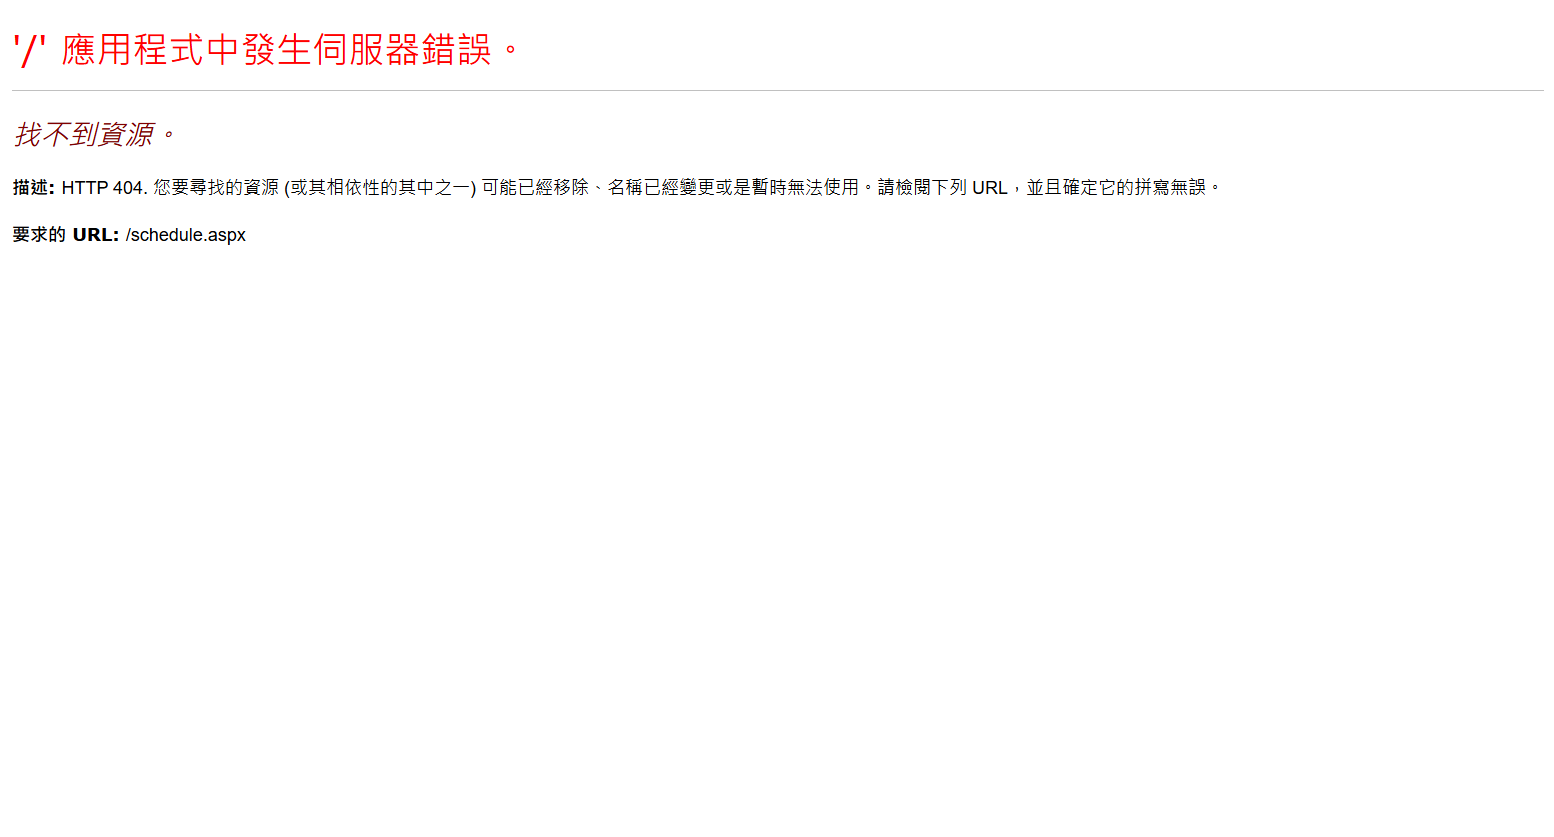 '/' 應用程式中發生伺服器錯誤。
找不到資源。
描述: HTTP 404. 您要尋找的資源 (或其相依性的其中之一) 可能已經移除、名稱已經變更或是暫時無法使用。請檢閱下列 URL，並且確定它的拼寫無誤。
要求的 URL: /schedule.aspx